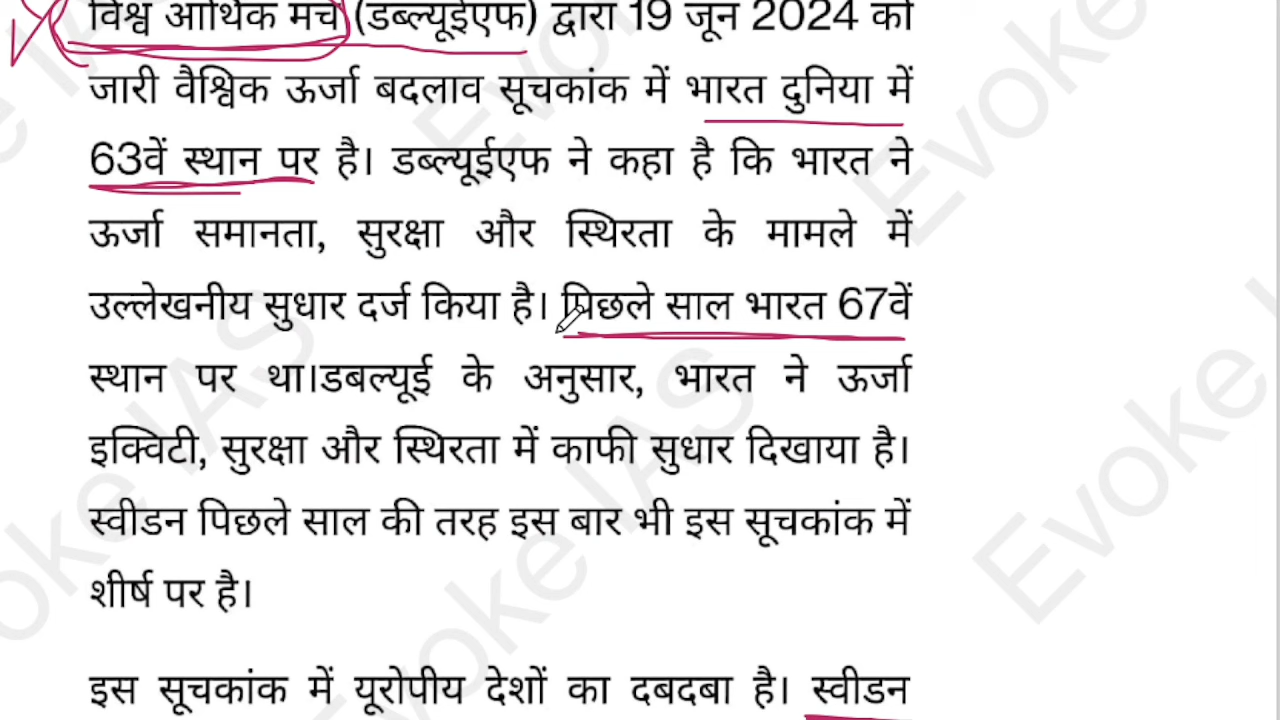 विश्व आर्थिक मंच (डब्ल्यूईएफ) द्वारा 19 जून 2024 को
जारी वैश्विक ऊर्जा बदलाव सूचकांक में भारत दुनिया में
63वें स्थान पर है। डब्ल्यूईएफ ने कहा है कि भारत ने
ऊर्जा समानता, सुरक्षा और स्थिरता के मामले में
उल्लेखनीय सुधार दर्ज किया है। पिछले साल भारत 67वें
स्थान पर था।डबल्यूई के अनुसार, भारत ने ऊर्जा
इक्विटी, सुरक्षा और स्थिरता में काफी सुधार दिखाया है।
स्वीडन पिछले साल की तरह इस बार भी इस सूचकांक में
शीर्ष पर है।
इस सूचकांक में यूरोपीय देशों का दबदबा है। स्वीडन
Evoke IAS